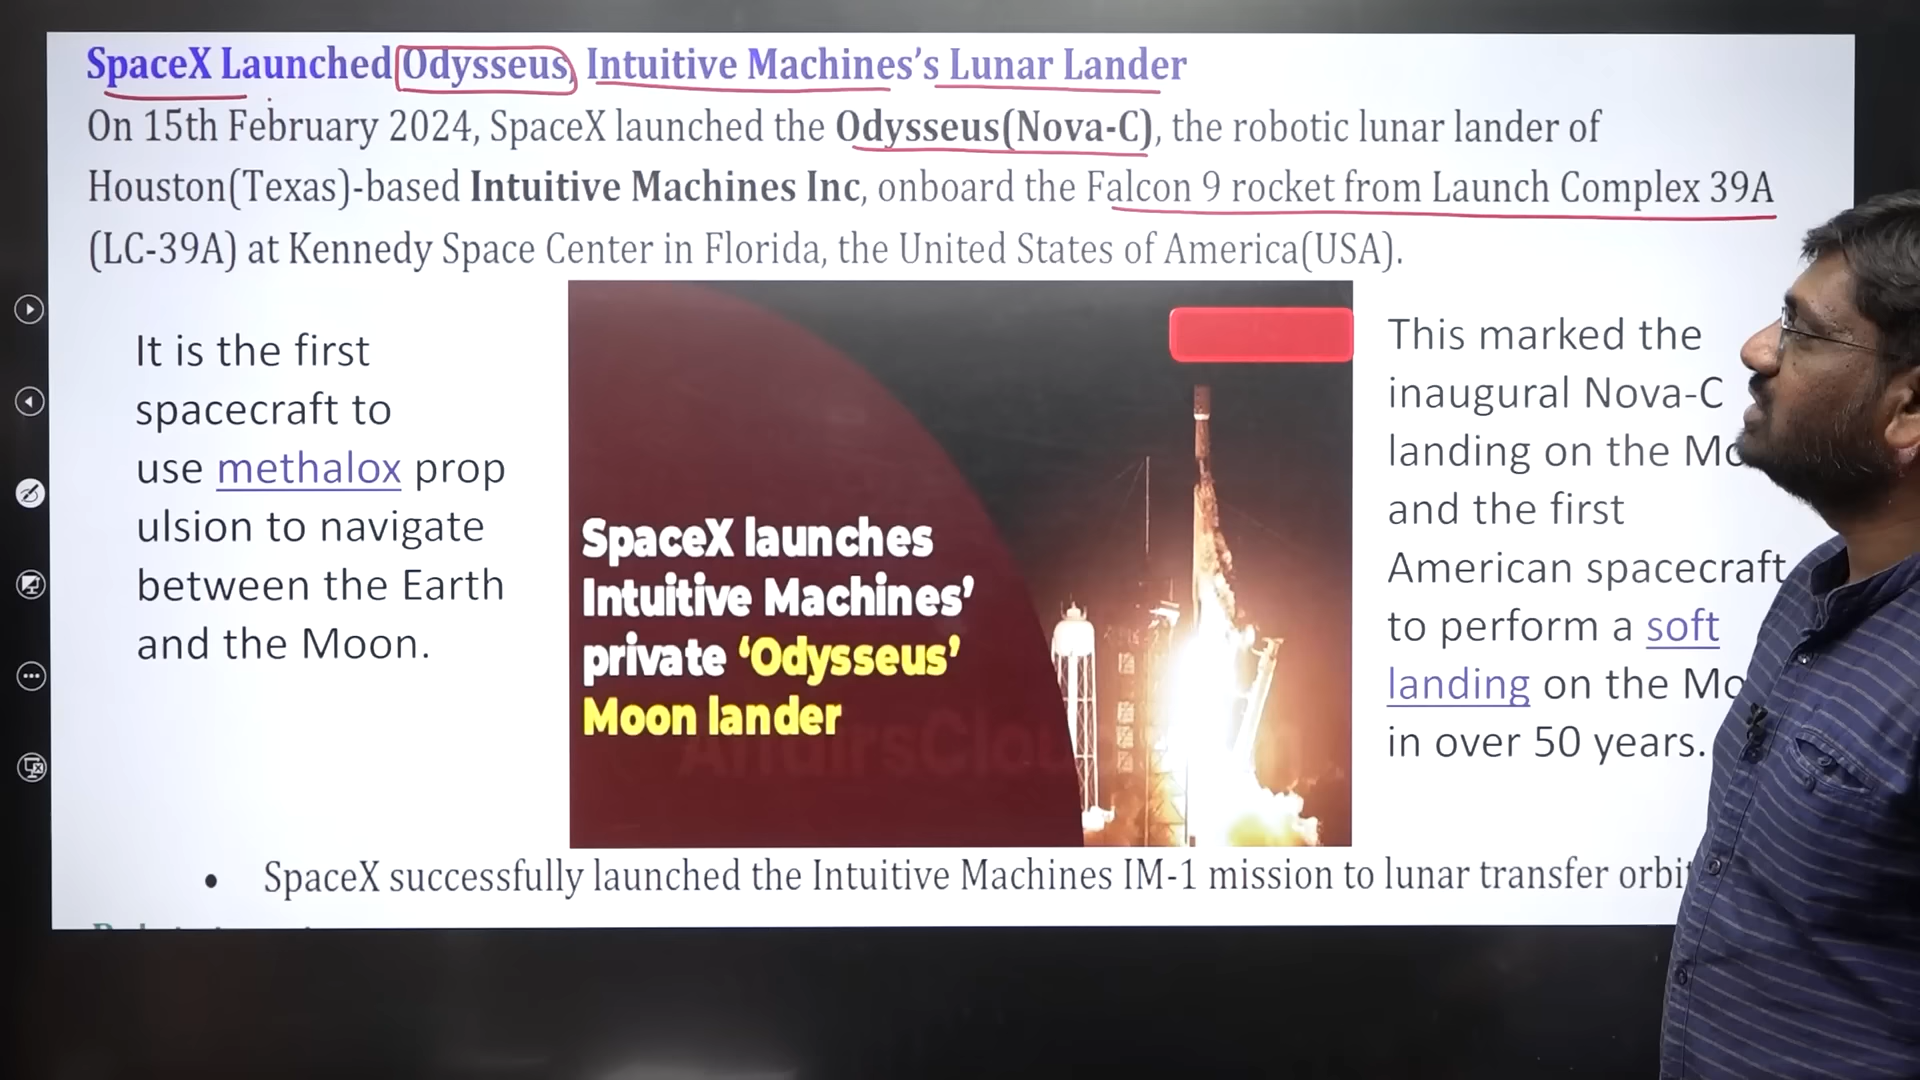 SpaceX Launched Odysseus, Intuitive Machines's Lunar Lander
On 15th February 2024, SpaceX launched the Odysseus(Nova-C), the robotic lunar lander of
Houston(Texas)-based Intuitive Machines Inc, onboard the Falcon 9 rocket from Launch Complex 39A
(LC-39A) at Kennedy Space Center in Florida, the United States of America(USA).
It is the first
spacecraft to
use methalox prop
ulsion to navigate
between the Earth
and the Moon.
SpaceX launches
Intuitive Machines'
private 'Odysseus'
Moon lander
This marked the
inaugural Nova-C
landing on the
and the first
American spacecraft
to perform a soft
landing on the
in over 50 years.
• SpaceX successfully launched the Intuitive Machines IM-1 mission to lunar transfer orbit